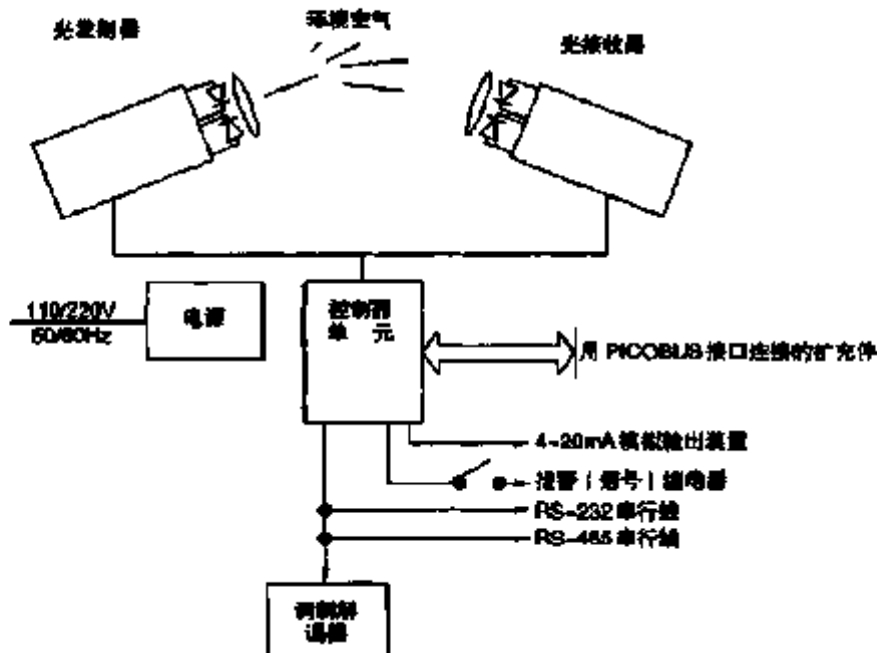 光发射器
环境空气
光接收器
110/220V
50/60Hz
电源
控制器
单 元
用 PICOBUS 接口连接的扩充件
4-20mA 模拟输出装置
报警(信号)继电器
RS-232 串行线
RS-485 串行线
调制解
调器